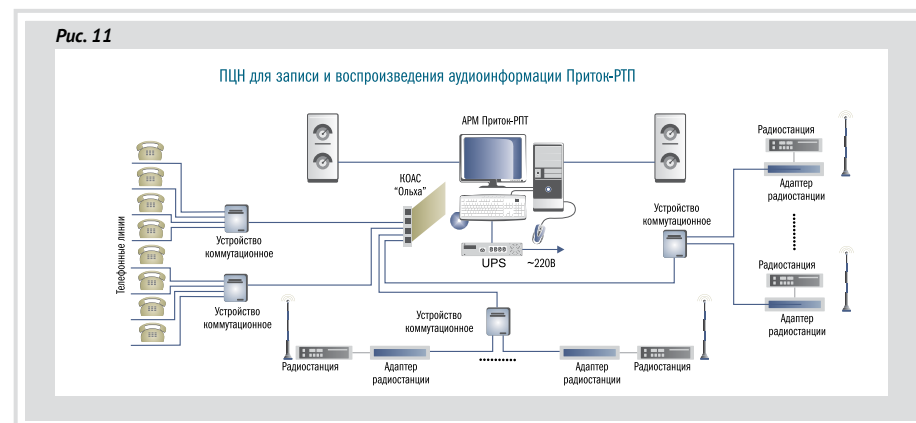 Рис. 11
ПЦН для записи и воспроизведения аудиоинформации Приток-РТП
АРМ Приток-РПТ
КОАС
“Ольха”
Телефонные линии
Устройство
коммутационное
Устройство
коммутационное
UPS
~220В
Устройство
коммутационное
Радиостанция
Адаптер
радиостанции
Радиостанция
Адаптер
радиостанции
Устройство
коммутационное
Радиостанция
Адаптер
радиостанции
Адаптер
радиостанции
Радиостанция